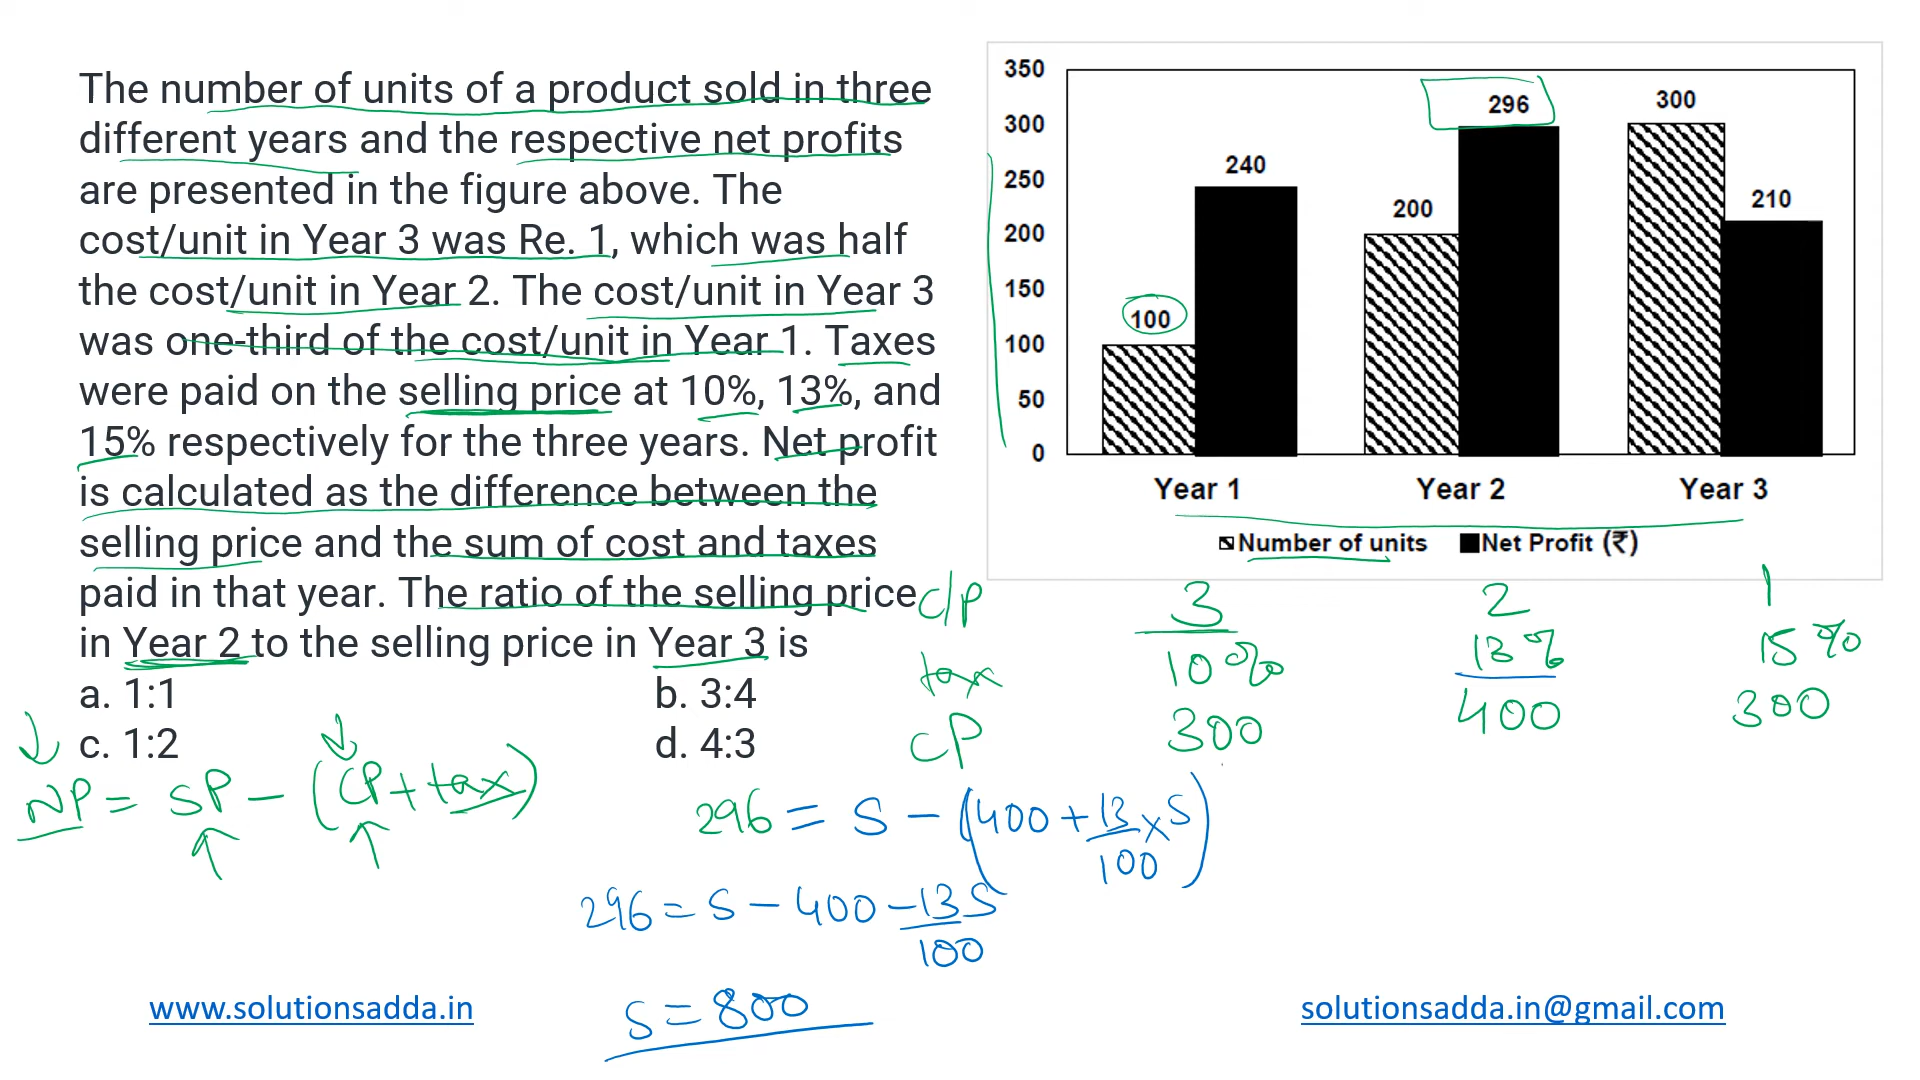 The number of units of a product sold in three
different years and the respective net profits
are presented in the figure above. The
cost/unit in Year 3 was Re. 1, which was half
the cost/unit in Year 2. The cost/unit in Year 3
was one-third of the cost/unit in Year 1. Taxes
were paid on the selling price at 10%, 13%, and
15% respectively for the three years. Net profit
is calculated as the difference between the
selling price and the sum of cost and taxes
paid in that year. The ratio of the selling price
in Year 2 to the selling price in Year 3 is
a. 1:1 b. 3:4
c. 1:2 d. 4:3
350
300
250
200
150
100
50
0
100
240
200
296
300
210
Year 1 Year 2 Year 3
Number of units Net Profit (₹)
C/P 3 2 1
tax 10% 13% 15%
CP 300 400 300
NP = SP - (CP + tax)
296 = S - (400 + 13/100 × S)
296 = S - 400 - 13S/100
S = 800
www.solutionsadda.in
solutionsadda.in@gmail.com